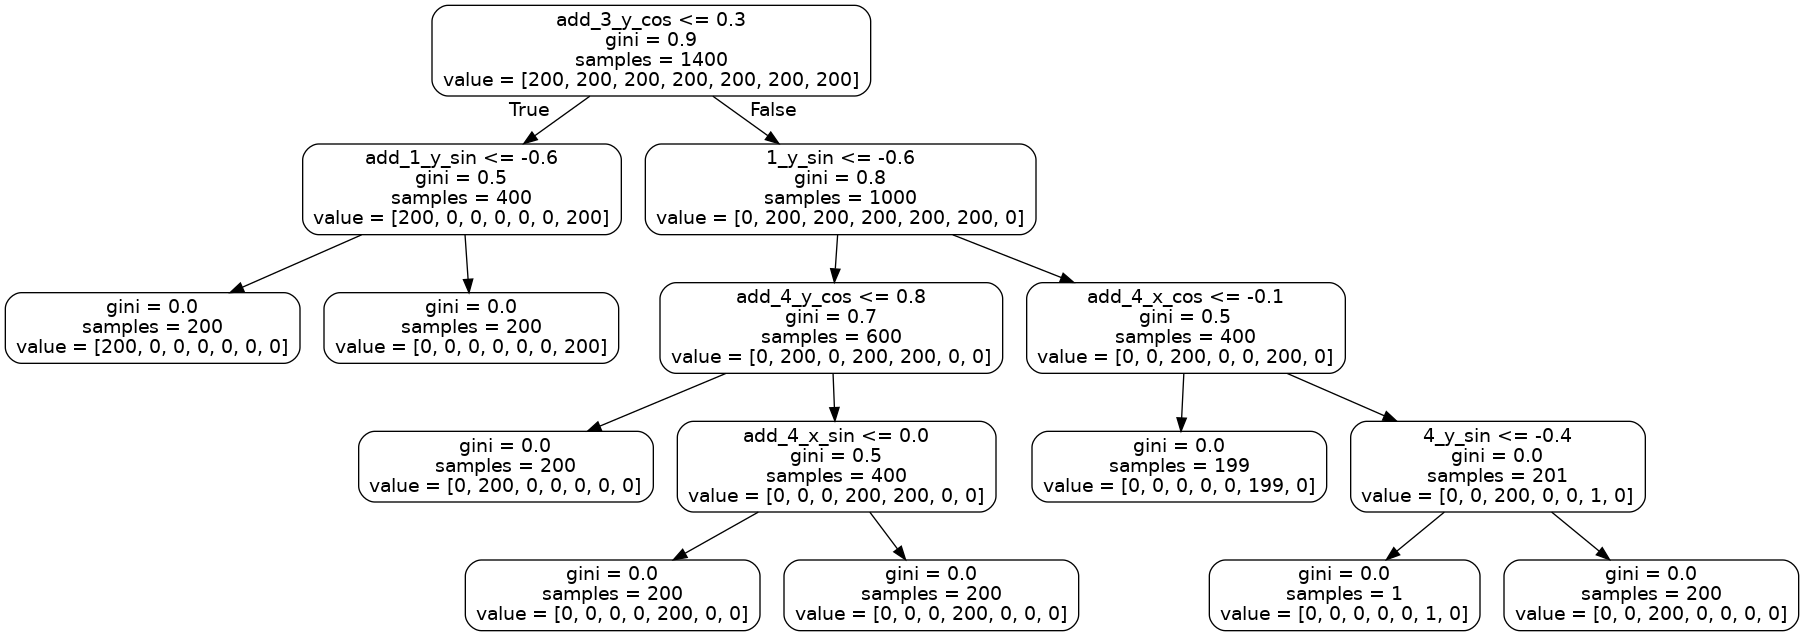 add_3_y_cos <= 0.3
gini = 0.9
samples = 1400
value = [200, 200, 200, 200, 200, 200, 200]
True
False
add_1_y_sin <= -0.6
gini = 0.5
samples = 400
value = [200, 0, 0, 0, 0, 0, 200]
1_y_sin <= -0.6
gini = 0.8
samples = 1000
value = [0, 200, 200, 200, 200, 200, 0]
gini = 0.0
samples = 200
value = [200, 0, 0, 0, 0, 0, 0]
gini = 0.0
samples = 200
value = [0, 0, 0, 0, 0, 0, 200]
add_4_y_cos <= 0.8
gini = 0.7
samples = 600
value = [0, 200, 0, 200, 200, 0, 0]
add_4_x_cos <= -0.1
gini = 0.5
samples = 400
value = [0, 0, 200, 0, 0, 200, 0]
gini = 0.0
samples = 200
value = [0, 200, 0, 0, 0, 0, 0]
add_4_x_sin <= 0.0
gini = 0.5
samples = 400
value = [0, 0, 0, 200, 200, 0, 0]
gini = 0.0
samples = 199
value = [0, 0, 0, 0, 0, 199, 0]
4_y_sin <= -0.4
gini = 0.0
samples = 201
value = [0, 0, 200, 0, 0, 1, 0]
gini = 0.0
samples = 200
value = [0, 0, 0, 0, 200, 0, 0]
gini = 0.0
samples = 200
value = [0, 0, 0, 200, 0, 0, 0]
gini = 0.0
samples = 1
value = [0, 0, 0, 0, 0, 1, 0]
gini = 0.0
samples = 200
value = [0, 0, 200, 0, 0, 0, 0]